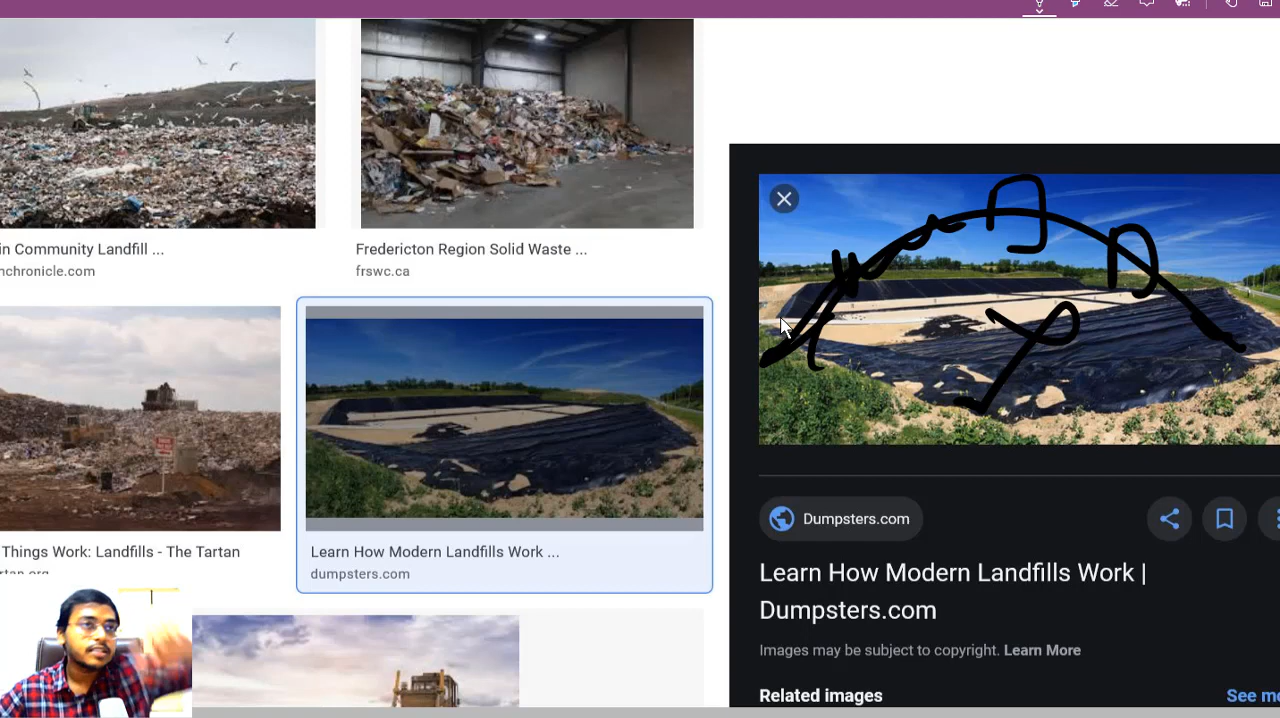 in Community Landfill ...
nchronicle.com
Fredericton Region Solid Waste ...
frswc.ca
Things Work: Landfills - The Tartan
Learn How Modern Landfills Work ...
dumpsters.com
Dumpsters.com
Learn How Modern Landfills Work |
Dumpsters.com
Images may be subject to copyright. Learn More
Related images
See mo